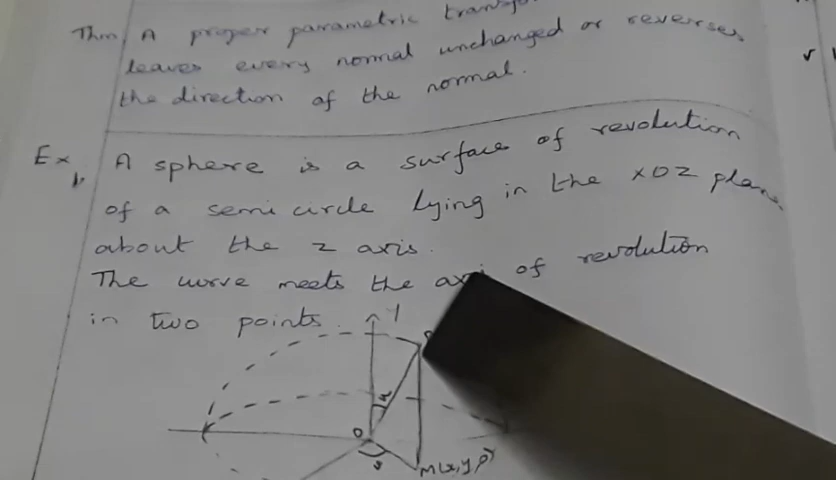 Thm, A proper parametric
leaves every normal unchanged or reverses
the direction of the normal.
Ex 1, A sphere is a surface of revolution
of a semi circle lying in the XOZ plane
about the z axis.
The curve meets the axis of revolution
in two points.
u
O
v
M(x,y,0)